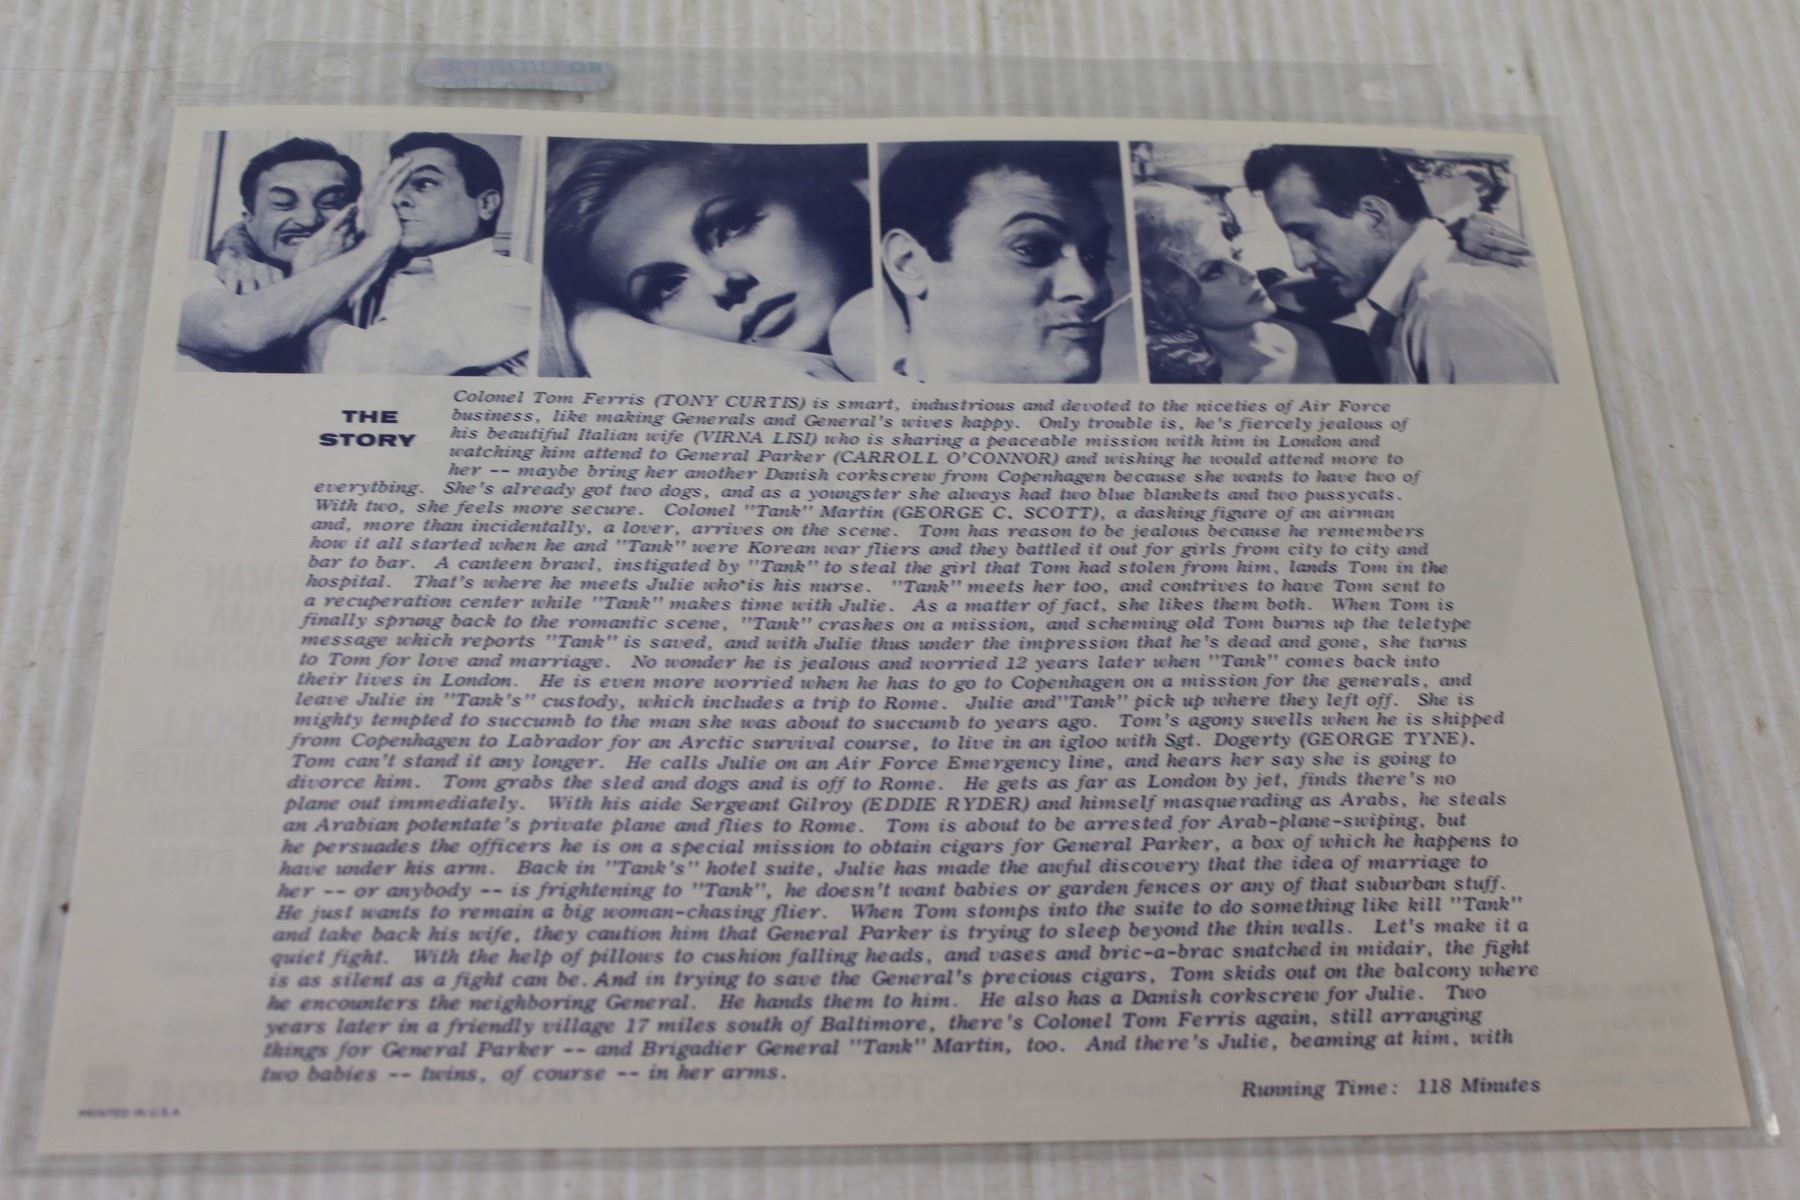 THE
STORY
Colonel Tom Ferris (TONY CURTIS) is smart, industrious and devoted to the niceties of Air Force
business, like making Generals and General's wives happy. Only trouble is, he's fiercely jealous of
his beautiful Italian wife (VIRNA LISI) who is sharing a peaceable mission with him in London and
watching him attend to General Parker (CARROLL O'CONNOR) and wishing he would attend more to
her -- maybe bring her another Danish corkscrew from Copenhagen because she wants to have two of
everything. She's already got two dogs, and as a youngster she always had two blue blankets and two pussycats.
With two, she feels more secure. Colonel "Tank" Martin (GEORGE C. SCOTT), a dashing figure of an airman
and, more than incidentally, a lover, arrives on the scene. Tom has reason to be jealous because he remembers
how it all started when he and "Tank" were Korean war fliers and they battled it out for girls from city to city and
bar to bar. A canteen brawl, instigated by "Tank" to steal the girl that Tom had stolen from him, lands Tom in the
hospital. That's where he meets Julie who is his nurse. "Tank" meets her too, and contrives to have Tom sent to
a recuperation center while "Tank" makes time with Julie. As a matter of fact, she likes them both. When Tom is
finally sprung back to the romantic scene, "Tank" crashes on a mission, and scheming old Tom burns up the teletype
message which reports "Tank" is saved, and with Julie thus under the impression that he's dead and gone, she turns
to Tom for love and marriage. No wonder he is jealous and worried 12 years later when "Tank" comes back into
their lives in London. He is even more worried when he has to go to Copenhagen on a mission for the generals, and
leave Julie in "Tank's" custody, which includes a trip to Rome. Julie and "Tank" pick up where they left off. She is
mighty tempted to succumb to the man she was about to succumb to years ago. Tom's agony swells when he is shipped
from Copenhagen to Labrador for an Arctic survival course, to live in an igloo with Sgt. Dogerty (GEORGE TYNE).
Tom can't stand it any longer. He calls Julie on an Air Force Emergency line, and hears her say she is going to
divorce him. Tom grabs the sled and dogs and is off to Rome. He gets as far as London by jet, finds there's no
plane out immediately. With his aide Sergeant Gilroy (EDDIE RYDER) and himself masquerading as Arabs, he steals
an Arabian potentate's private plane and flies to Rome. Tom is about to be arrested for Arab-plane-swiping, but
he persuades the officers he is on a special mission to obtain cigars for General Parker, a box of which he happens to
have under his arm. Back in "Tank's" hotel suite, Julie has made the awful discovery that the idea of marriage to
her -- or anybody -- is frightening to "Tank", he doesn't want babies or garden fences or any of that suburban stuff.
He just wants to remain a big woman-chasing flier. When Tom stomps into the suite to do something like kill "Tank"
and take back his wife, they caution him that General Parker is trying to sleep beyond the thin walls. Let's make it a
quiet fight. With the help of pillows to cushion falling heads, and vases and bric-a-brac snatched in midair, the fight
is as silent as a fight can be. And in trying to save the General's precious cigars, Tom skids out on the balcony where
he encounters the neighboring General. He hands them to him. He also has a Danish corkscrew for Julie. Two
years later in a friendly village 17 miles south of Baltimore, there's Colonel Tom Ferris again, still arranging
things for General Parker -- and Brigadier General "Tank" Martin, too. And there's Julie, beaming at him, with
two babies -- twins, of course -- in her arms.
Running Time: 118 Minutes
PRINTED IN U.S.A.